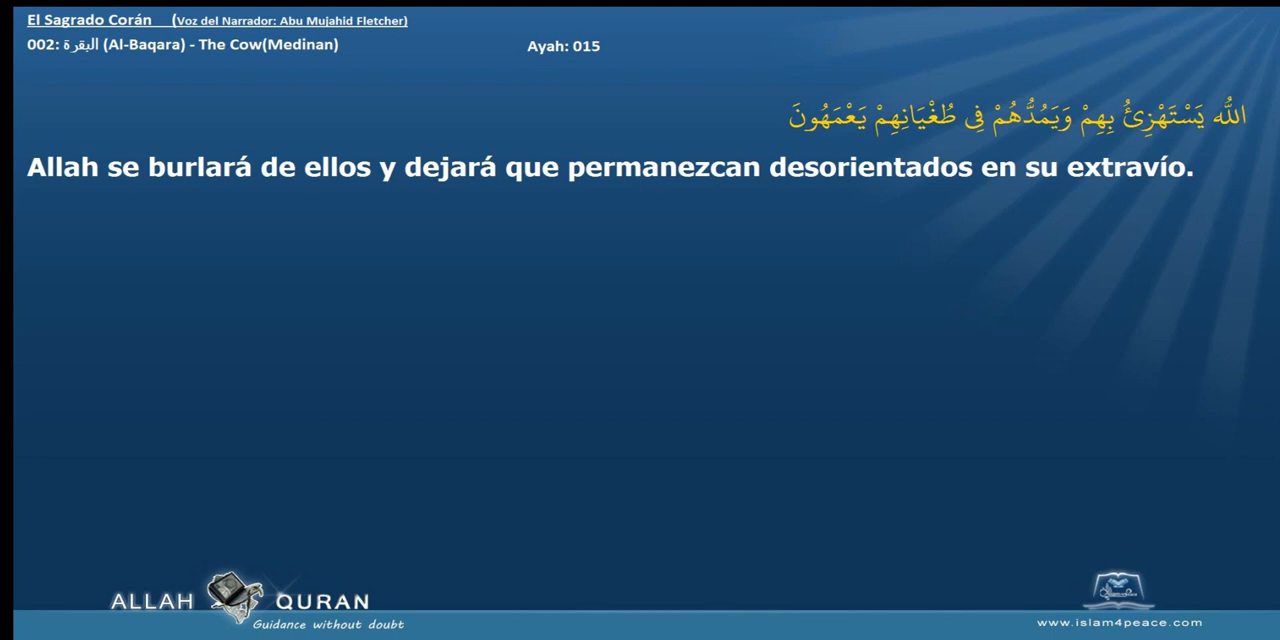 El Sagrado Corán (Voz del Narrador: Abu Mujahid Fletcher)
002: البقرة (Al-Baqara) - The Cow(Medinan)
Ayah: 015
اللّه يَسْتَهْزِئُ بِهِمْ وَيَمُدُّهُمْ فِي طُغْيَانِهِمْ يَعْمَهُونَ
Allah se burlará de ellos y dejará que permanezcan desorientados en su extravío.
ALLAH QURAN
Guidance without doubt
www.islam4peace.com